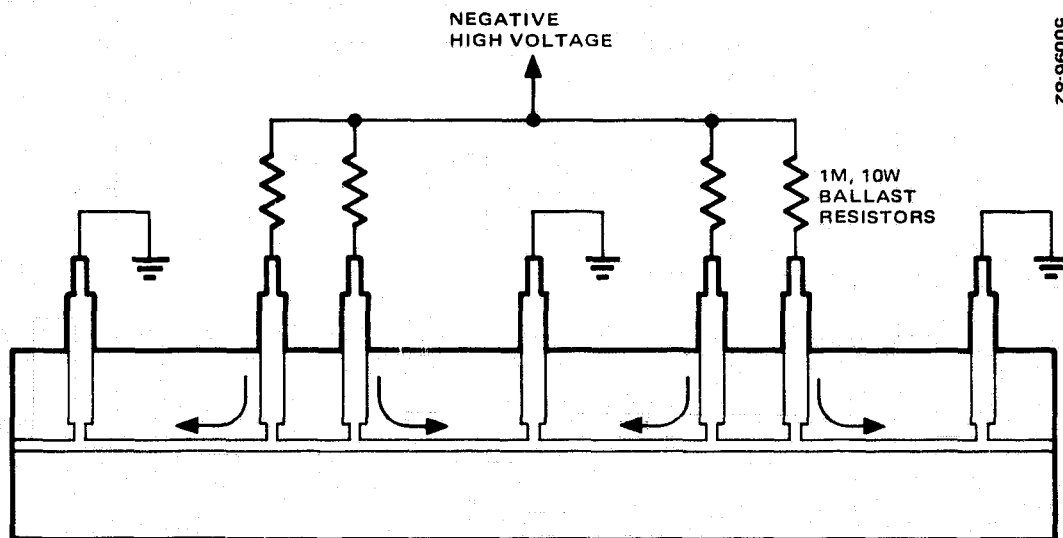 NEGATIVE
HIGH VOLTAGE
1M, 10W
BALLAST
RESISTORS